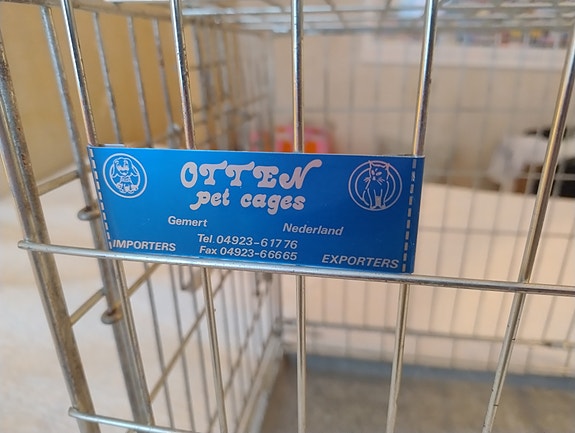 OTTEN
pet cages
Gemert Nederland
Tel. 04923-61776
Fax 04923-66665
IMPORTERS EXPORTERS